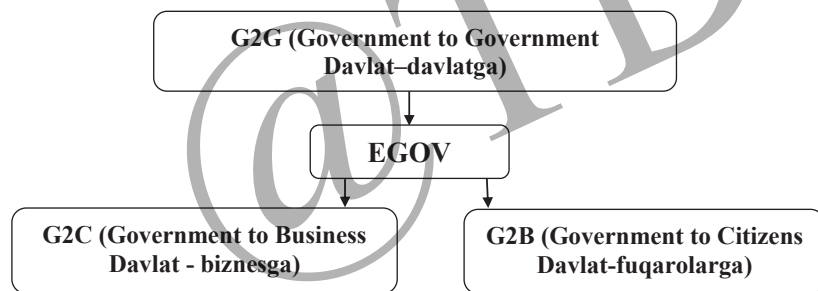 G2G (Government to Government
Davlat–davlatga)
EGOV
G2C (Government to Business
Davlat - biznesga)
G2B (Government to Citizens
Davlat-fuqarolarga)